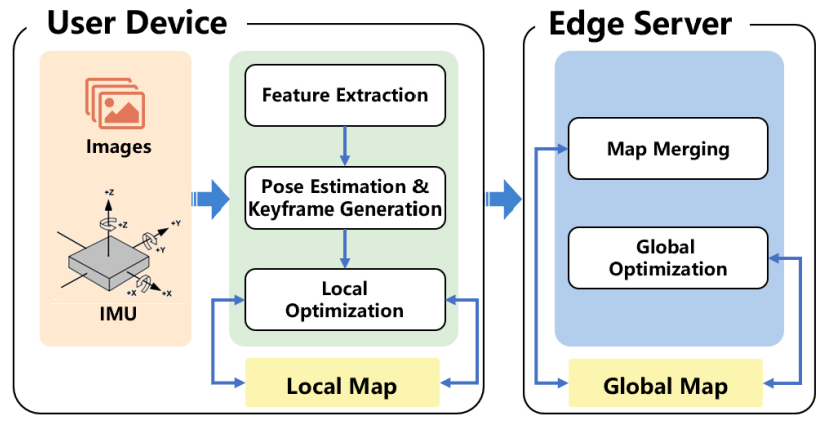 User Device
Edge Server
Images
+Z
+Z
+Y
+Y
+X
+X
IMU
Feature Extraction
Pose Estimation &
Keyframe Generation
Local
Optimization
Local Map
Map Merging
Global
Optimization
Global Map